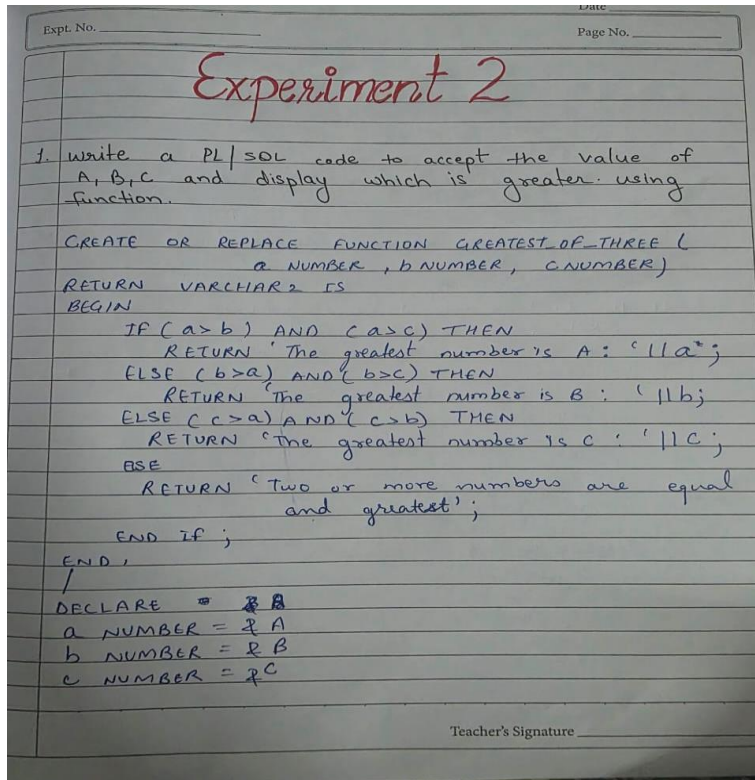 Date
Expt. No.
Page No.
Experiment 2
1. write a PL/SQL code to accept the value of
A, B, C and display which is greater. using
function.
CREATE OR REPLACE FUNCTION GREATEST_OF_THREE (
a NUMBER, b NUMBER, C NUMBER)
RETURN VARCHAR2 IS
BEGIN
IF (a>b) AND (a>c) THEN
RETURN 'The greatest number is A: '||a";
ELSE (b>a) AND (b>c) THEN
RETURN 'The greatest number is B : '||b;
ELSE (c>a) AND (c>b) THEN
RETURN 'The greatest number is C : '||C;
ELSE
RETURN 'Two or more numbers are equal
and greatest';
END If ;
END,
/
DECLARE
a NUMBER = & A
b NUMBER = & B
c NUMBER = & C
Teacher's Signature